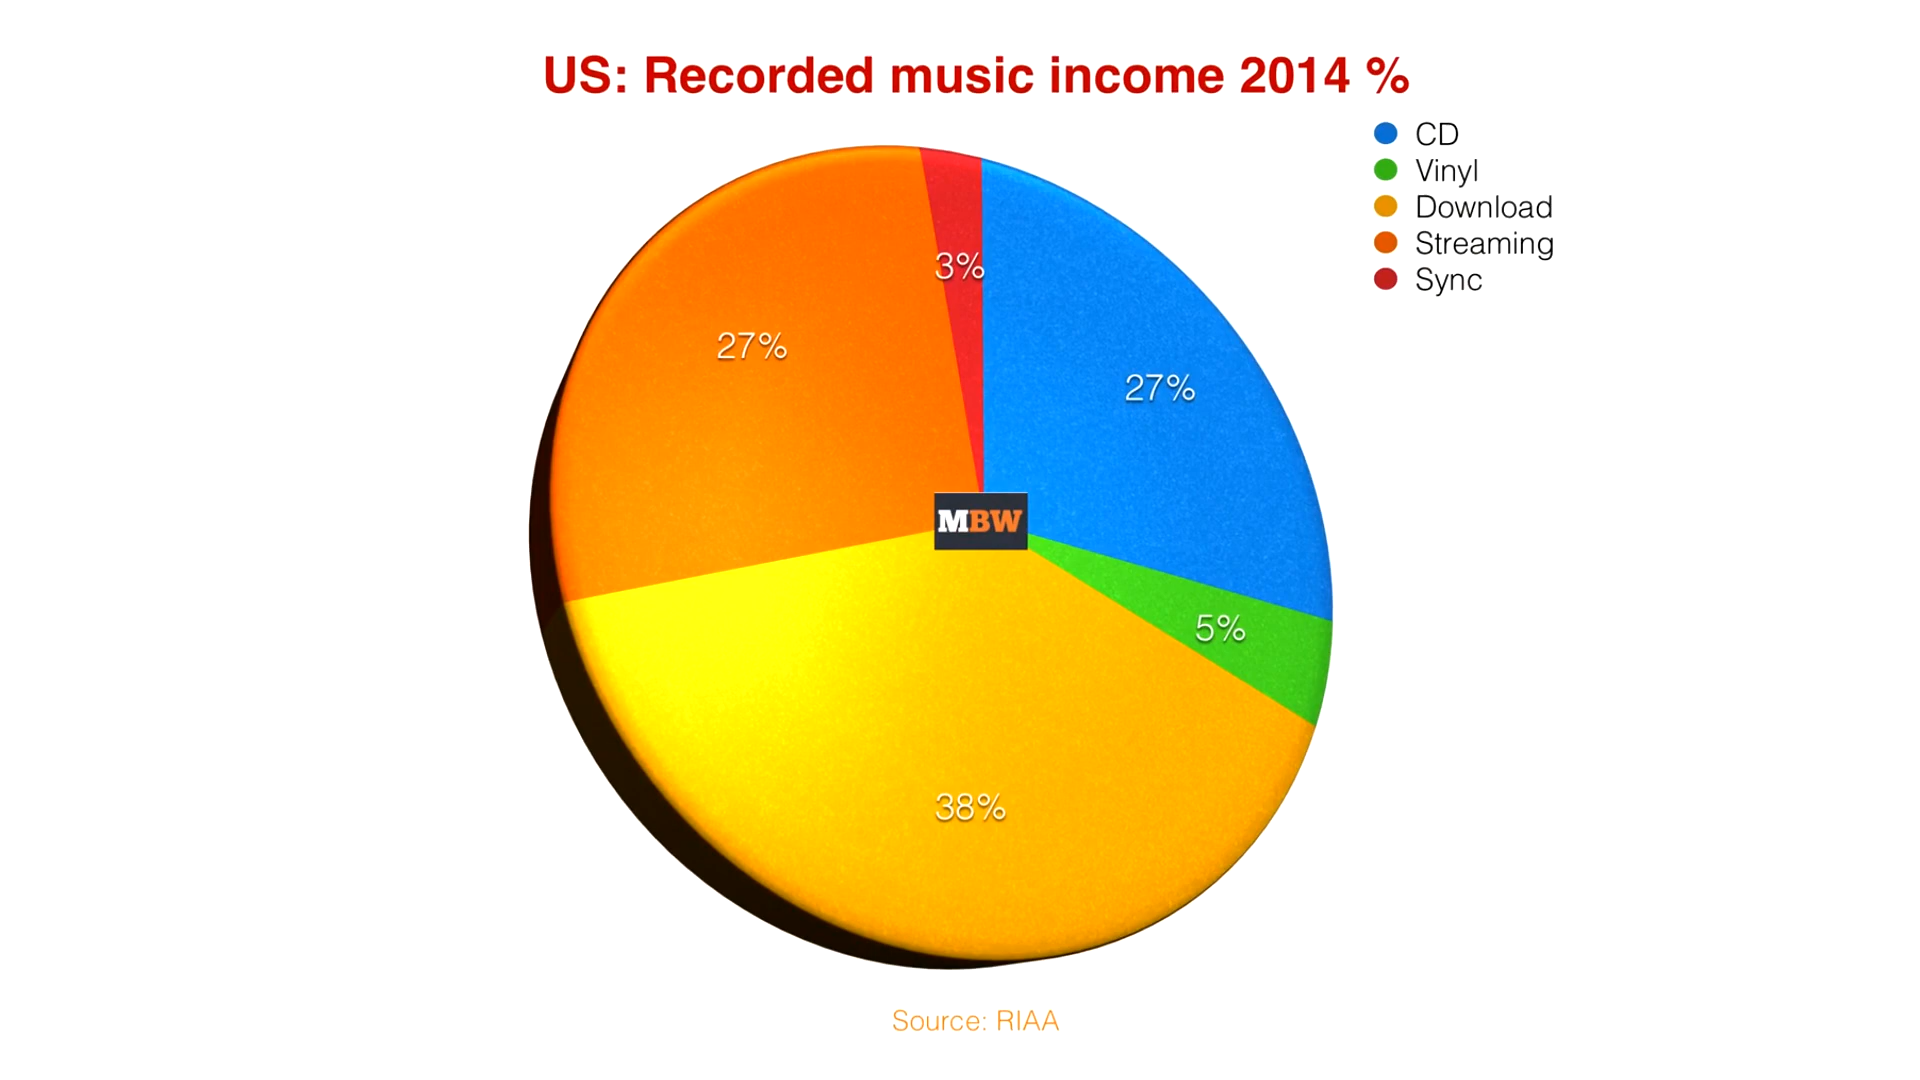 US: Recorded music income 2014 %
CD
Vinyl
Download
Streaming
Sync
3%
27%
27%
MBW
5%
38%
Source: RIAA